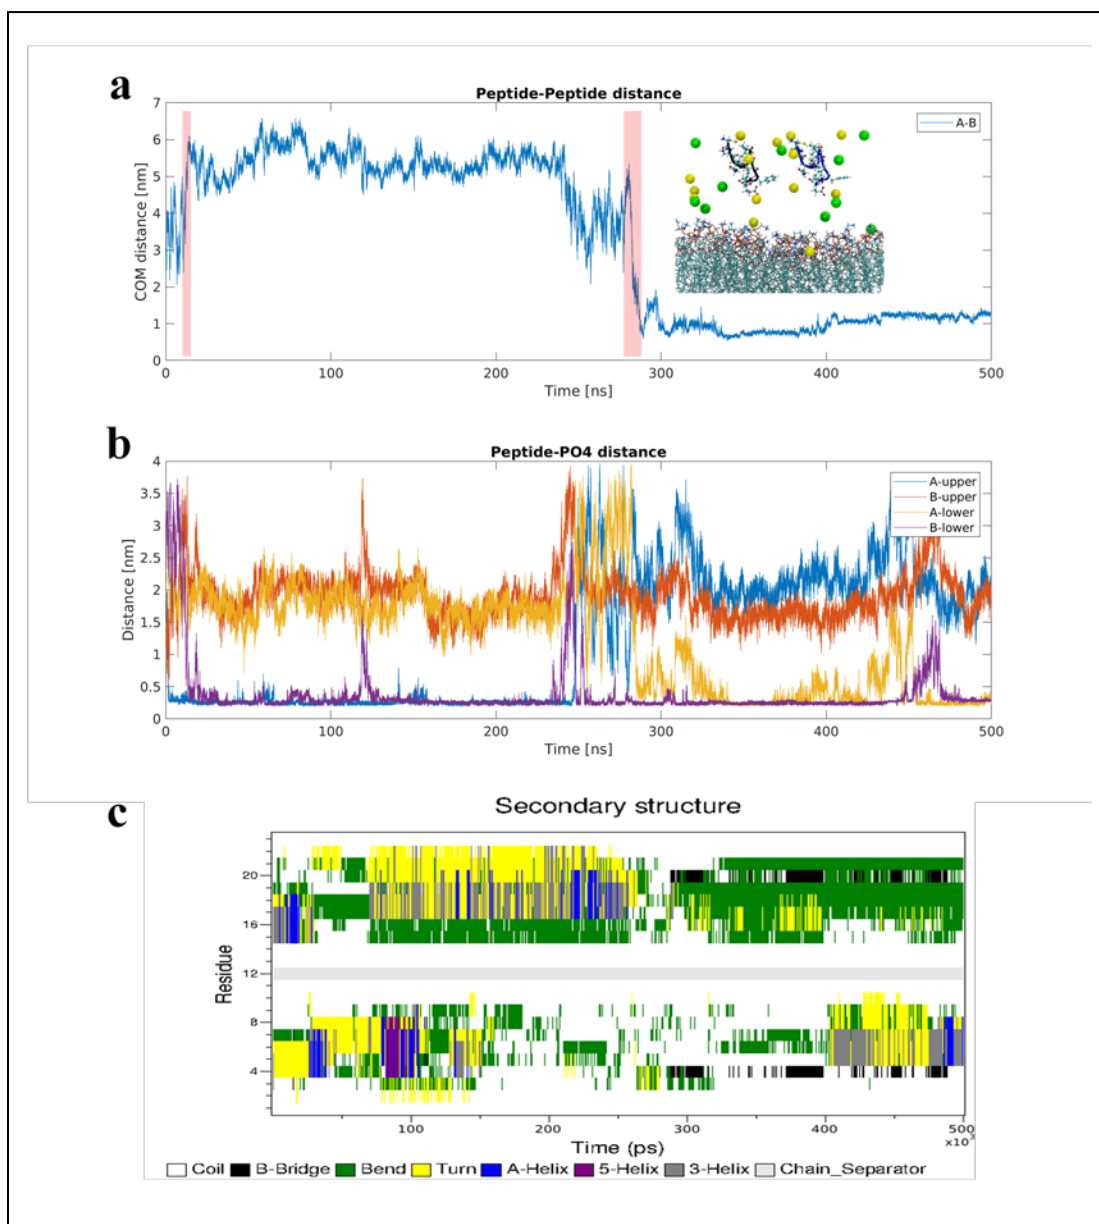 a
Peptide-Peptide distance
7
6
5
4
3
2
1
0
COM distance [nm]
A-B
0
100
200
300
400
500
Time [ns]
b
Peptide-PO4 distance
4
3.5
3
2.5
2
1.5
1
0.5
0
Distance [nm]
A-upper
B-upper
A-lower
B-lower
0
100
200
300
400
500
Time [ns]
c
Secondary structure
20
16
12
8
4
Residue
100
200
300
400
500
×10³
Time (ps)
Coil B-Bridge Bend Turn A-Helix 5-Helix 3-Helix Chain_Separator